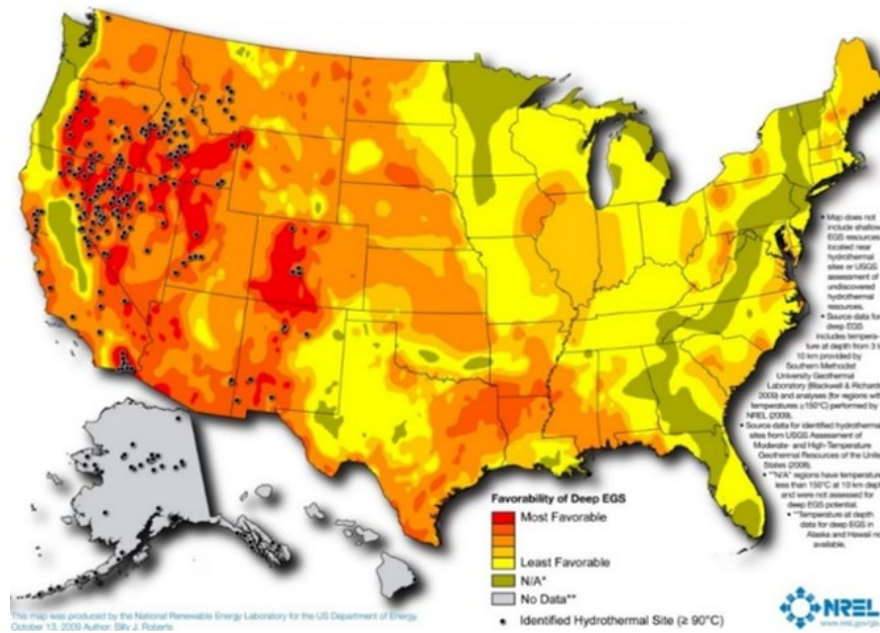 • Map does not
include shallow
EGS resources
located near
hydrothermal
sites or USGS
assessment of
undiscovered
hydrothermal
resources.
• Source data for
deep EGS
includes tempera-
ture at depth from 3 to
10 km provided by
Southern Methodist
University Geothermal
Laboratory (Blackwell & Richards
2009) and analyses (for regions with
temperatures ≥150°C) performed by
NREL (2009).
• Source data for identified hydrothermal
sites from USGS Assessment of
Moderate- and High-Temperature
Geothermal Resources of the United
States (2008).
• "N/A" regions have temperatures
less than 150°C at 10 km depth
and were not assessed for
deep EGS potential.
• **Temperature at depth
data for deep EGS in
Alaska and Hawaii
available.
Favorability of Deep EGS
Most Favorable
Least Favorable
N/A*
No Data**
Identified Hydrothermal Site (≥ 90°C)
This map was produced by the National Renewable Energy Laboratory for the US Department of Energy.
October 13, 2009 Author: Billy J. Roberts
NREL